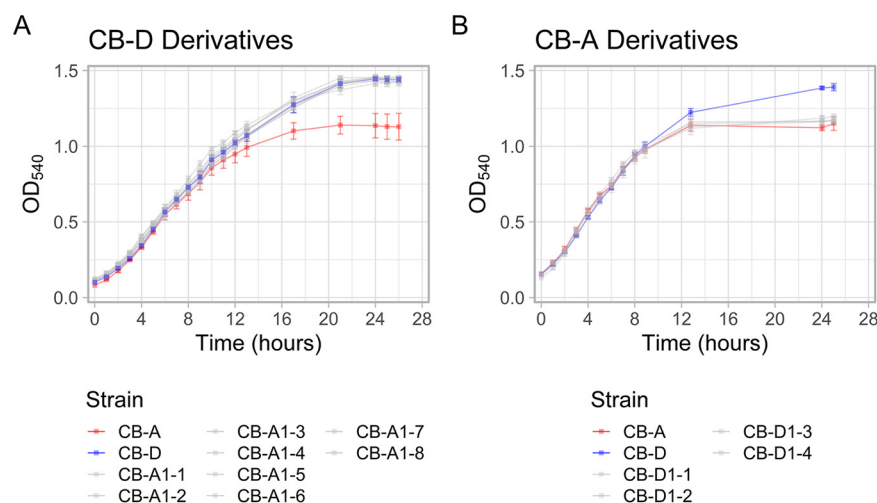 A
CB-D Derivatives
OD540
1.5
1.0
0.5
0.0
0 4 8 12 16 20 24 28
Time (hours)
Strain
CB-A CB-A1-3 CB-A1-7
CB-D CB-A1-4 CB-A1-8
CB-A1-1 CB-A1-5
CB-A1-2 CB-A1-6
B
CB-A Derivatives
OD540
1.5
1.0
0.5
0.0
0 4 8 12 16 20 24 28
Time (hours)
Strain
CB-A CB-D1-3
CB-D CB-D1-4
CB-D1-1
CB-D1-2